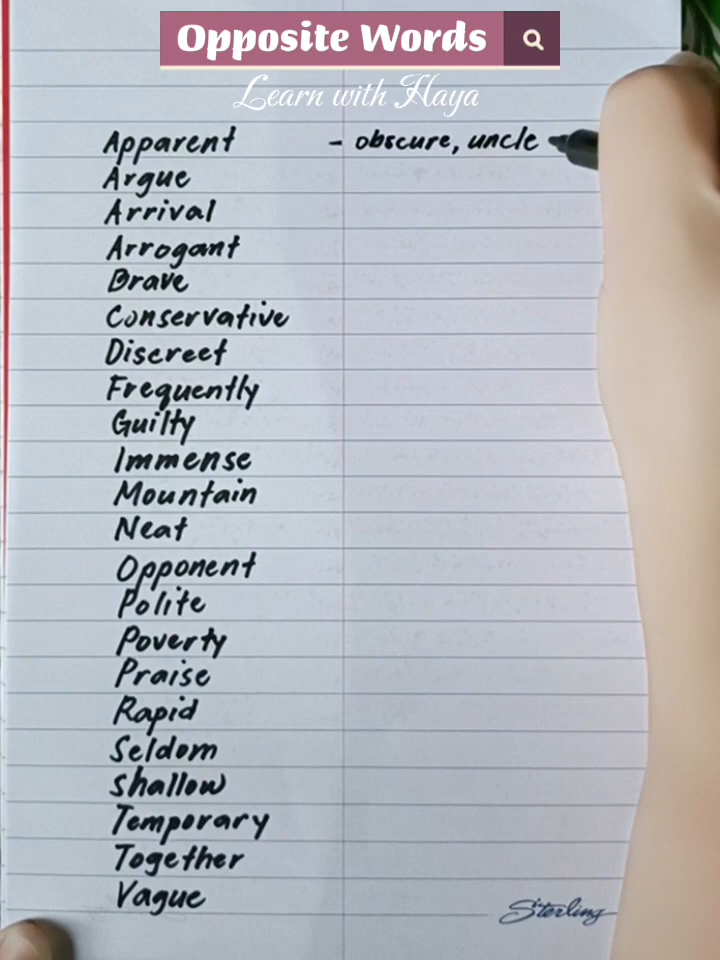 Opposite Words
Learn with Haya
Apparent - obscure, uncle
Argue
Arrival
Arrogant
Brave
Conservative
Discreet
Frequently
Guilty
Immense
Mountain
Neat
Opponent
Polite
Poverty
Praise
Rapid
Seldom
Shallow
Temporary
Together
Vague
Sterling